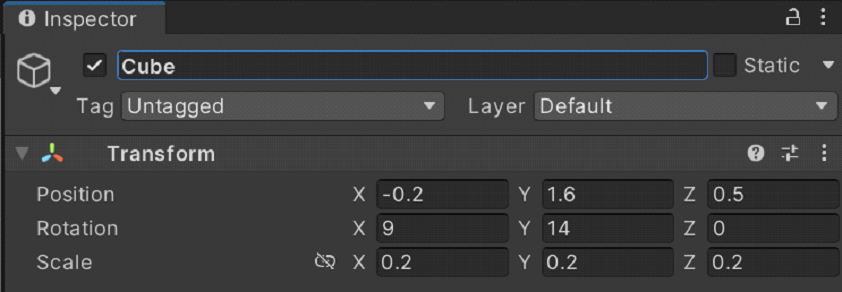 Inspector
Cube
Static
Tag Untagged Layer Default
Transform
Position X -0.2 Y 1.6 Z 0.5
Rotation X 9 Y 14 Z 0
Scale X 0.2 Y 0.2 Z 0.2